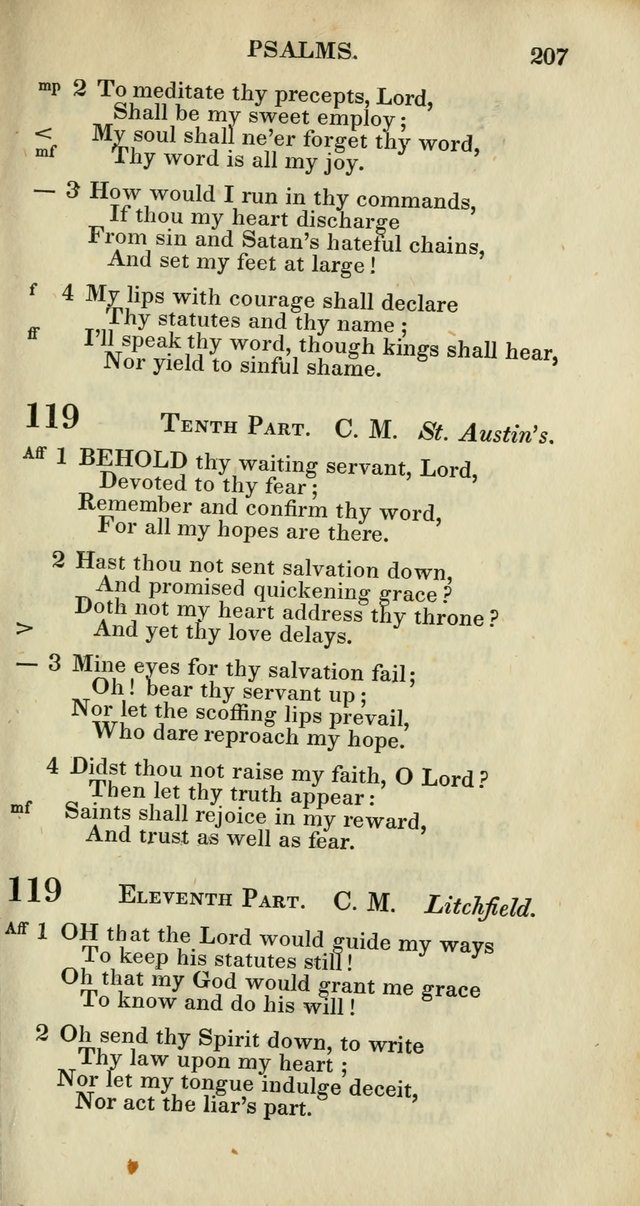 PSALMS. 207
mp 2 To meditate thy precepts, Lord,
Shall be my sweet employ;
< My soul shall ne'er forget thy word,
mf Thy word is all my joy.
— 3 How would I run in thy commands,
If thou my heart discharge
From sin and Satan's hateful chains,
And set my feet at large!
f 4 My lips with courage shall declare
Thy statutes and thy name;
ff I'll speak thy word, though kings shall hear,
Nor yield to sinful shame.
119 TENTH PART. C. M. St. Austin's.
Aff 1 BEHOLD thy waiting servant, Lord,
Devoted to thy fear;
Remember and confirm thy word,
For all my hopes are there.
2 Hast thou not sent salvation down,
And promised quickening grace?
Doth not my heart address thy throne?
> And yet thy love delays.
— 3 Mine eyes for thy salvation fail;
Oh! bear thy servant up;
Nor let the scoffing lips prevail,
Who dare reproach my hope.
4 Didst thou not raise my faith, O Lord?
Then let thy truth appear:
mf Saints shall rejoice in my reward,
And trust as well as fear.
119 ELEVENTH PART. C. M. Litchfield.
Aff 1 OH that the Lord would guide my ways
To keep his statutes still!
Oh that my God would grant me grace
To know and do his will!
2 Oh send thy Spirit down, to write
Thy law upon my heart;
Nor let my tongue indulge deceit,
Nor act the liar's part.